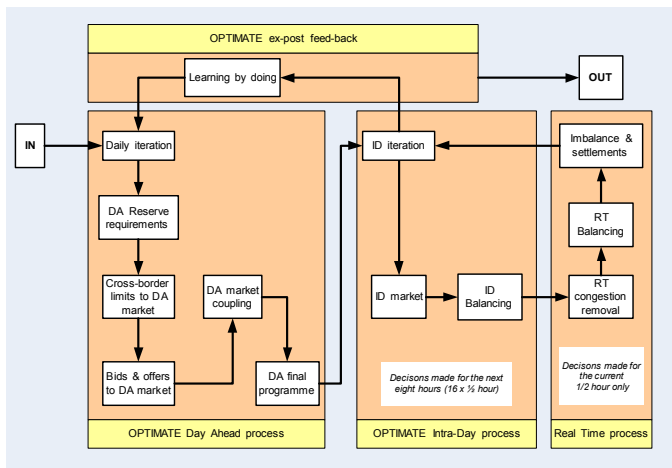 OPTIMATE ex-post feed-back
Learning by doing
OUT
IN
Daily iteration
ID iteration
Imbalance &
settlements
DA Reserve
requirements
RT
Balancing
Cross-border
limits to DA
market
DA market
coupling
ID market
ID
Balancing
RT
congestion
removal
Bids & offers
to DA market
DA final
programme
Decisons made for the next
eight hours (16 x ½ hour)
Decisions
made for
the current
1/2 hour only
OPTIMATE Day Ahead process
OPTIMATE Intra-Day process
Real Time process